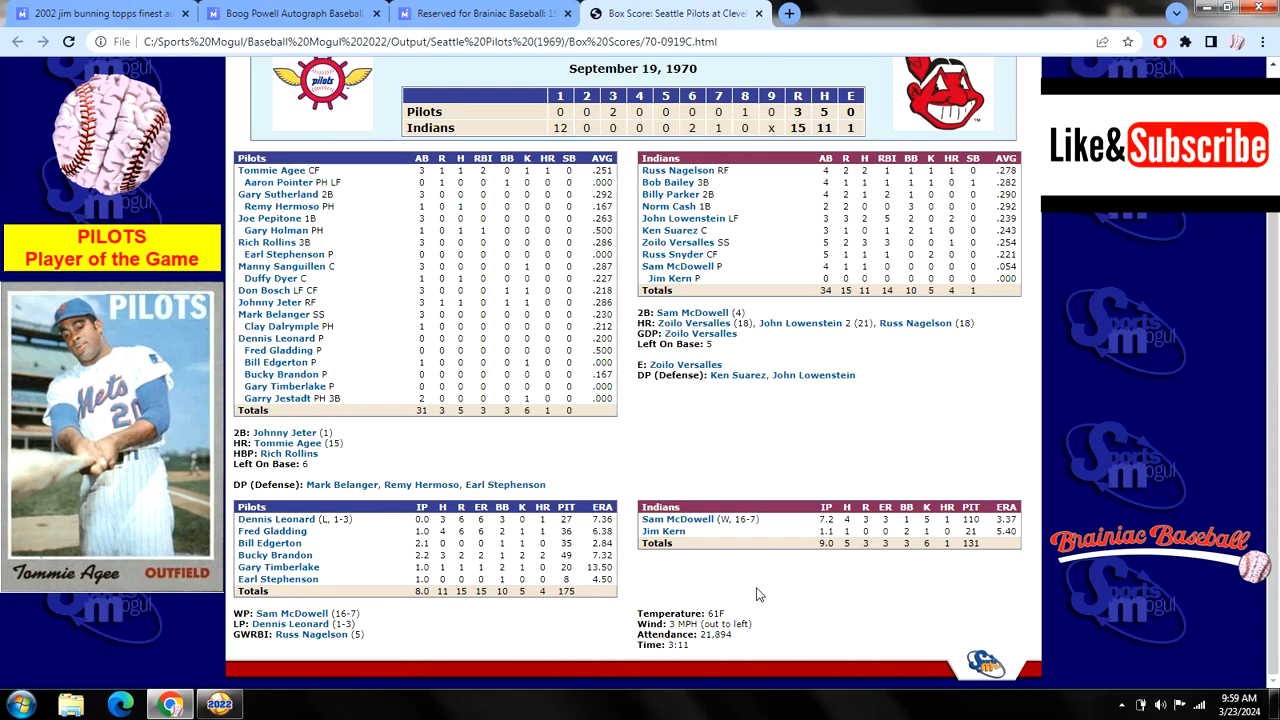 2002 jim bunning topps finest au
Boog Powell Autograph Baseball
Reserved for BrainiacBaseball: 19
Box Score: Seattle Pilots at Clevel
File C:/Sports%20Mogul/Baseball%20Mogul%202022/Output/Seattle%20Pilots%20(1969)/Box%20Scores/70-0919C.html
pilots
September 19, 1970
1 2 3 4 5 6 7 8 9 R H E
Pilots 0 0 2 0 0 0 0 1 0 3 5 0
Indians 12 0 0 0 0 2 1 0 x 15 11 1
Like& Subscribe
PILOTS
Player of the Game
PILOTS
Mets
20
Tommie Agee OUTFIELD
Pilots AB R H RBI BB K HR SB AVG
Tommie Agee CF 3 1 1 2 0 1 1 0 .251
Aaron Pointer PH LF 0 1 0 0 1 0 0 0 .000
Gary Sutherland 2B 3 0 0 0 0 0 0 0 .292
Remy Hermoso PH 1 0 1 0 0 0 0 0 .167
Joe Pepitone 1B 3 0 0 0 0 0 0 0 .263
Gary Holman PH 1 0 1 1 0 0 0 0 .500
Rich Rollins 3B 3 0 0 0 0 0 0 0 .286
Earl Stephenson P 0 0 0 0 0 0 0 0 .000
Manny Sanguillen C 3 0 0 0 0 1 0 0 .287
Duffy Dyer C 1 0 1 0 0 0 0 0 .227
Don Bosch LF CF 3 0 0 0 1 1 0 0 .218
Johnny Jeter RF 3 1 1 0 1 1 0 0 .286
Mark Belanger SS 3 0 0 0 0 0 0 0 .230
Clay Dalrymple PH 1 0 0 0 0 0 0 0 .212
Dennis Leonard P 0 0 0 0 0 0 0 0 .200
Fred Gladding P 0 0 0 0 0 0 0 0 .500
Bill Edgerton P 1 0 0 0 0 1 0 0 .000
Bucky Brandon P 0 0 0 0 0 0 0 0 .167
Gary Timberlake P 0 0 0 0 0 0 0 0 .000
Garry Jestadt PH 3B 2 0 0 0 0 1 0 0 .000
Totals 31 3 5 3 3 6 1 0
2B: Johnny Jeter (1)
HR: Tommie Agee (15)
HBP: Rich Rollins
Left On Base: 6
DP (Defense): Mark Belanger, Remy Hermoso, Earl Stephenson
Indians AB R H RBI BB K HR SB AVG
Russ Nagelson RF 4 2 2 1 1 1 1 0 .278
Bob Bailey 3B 4 1 1 1 1 0 0 1 .282
Billy Parker 2B 4 2 1 2 1 0 0 0 .290
Norm Cash 1B 2 2 0 0 3 0 0 0 .292
John Lowenstein LF 3 3 2 5 2 0 2 0 .239
Ken Suarez C 1 0 1 2 1 0 0 .243
Zoilo Versalles SS 5 2 3 3 0 0 1 0 .254
Russ Snyder CF 5 1 1 1 0 2 0 0 .221
Sam McDowell P 4 1 1 0 0 0 0 0 .054
Jim Kern P 0 0 0 0 0 0 0 0 .000
Totals 34 15 11 14 10 5 4 1
2B: Sam McDowell (4)
HR: Zoilo Versalles (18), John Lowenstein 2 (21), Russ Nagelson (18)
GDP: Zoilo Versalles
Left On Base: 5
E: Zoilo Versalles
DP (Defense): Ken Suarez, John Lowenstein
Pilots IP H R ER BB K HR PIT ERA
Dennis Leonard (L, 1-3) 0.0 3 6 6 3 0 1 27 7.36
Fred Gladding 1.0 4 6 6 2 1 1 36 6.38
Bill Edgerton 2.1 0 0 0 2 1 0 35 2.84
Bucky Brandon 2.2 3 2 2 1 2 2 49 7.32
Gary Timberlake 1.0 1 1 1 2 1 0 20 13.50
Earl Stephenson 1.0 0 0 0 1 0 0 8 4.50
Totals 8.0 11 15 15 10 5 4 175
WP: Sam McDowell (16-7)
LP: Dennis Leonard (1-3)
GWRBI: Russ Nagelson (5)
Indians IP H R ER BB K HR PIT ERA
Sam McDowell (W, 16-7) 7.2 4 3 3 1 5 1 110 3.37
Jim Kern 1.1 1 0 0 2 1 0 21 5.40
Totals 9.0 5 3 3 3 6 1 131
Temperature: 61F
Wind: 3 MPH (out to left)
Attendance: 21,894
Time: 3:11
Brainiac Baseball
2022
9:59 AM
3/23/2024